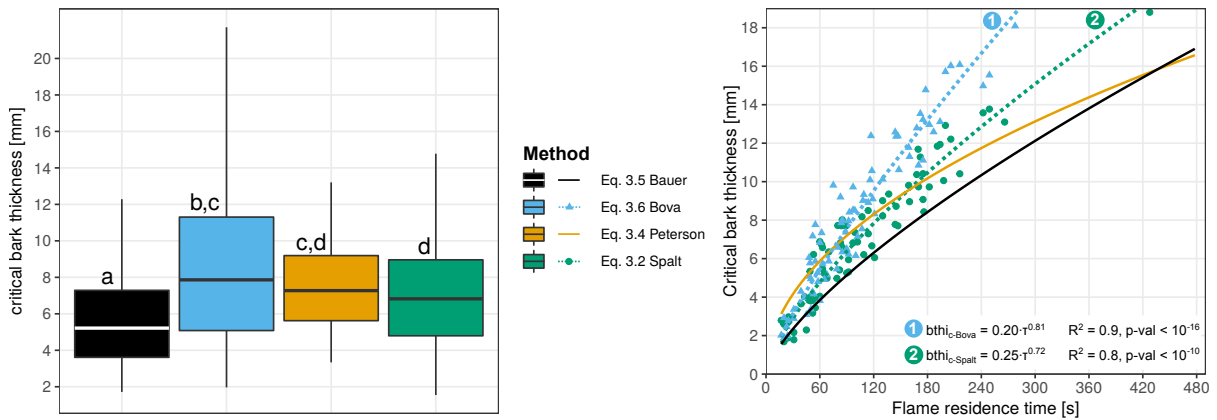 critical bark thickness [mm]
20
18
16
14
12
10
8
6
4
2
a
b,c
c,d
d
Method
Eq. 3.5 Bauer
Eq. 3.6 Bova
Eq. 3.4 Peterson
Eq. 3.2 Spalt
Critical bark thickness [mm]
18
16
14
12
10
8
6
4
2
0
1
2
1 bthi_c-Bova = 0.20·τ^0.81 R² = 0.9, p-val < 10^-16
2 bthi_c-Spalt = 0.25·τ^0.72 R² = 0.8, p-val < 10^-10
0 60 120 180 240 300 360 420 480
Flame residence time [s]